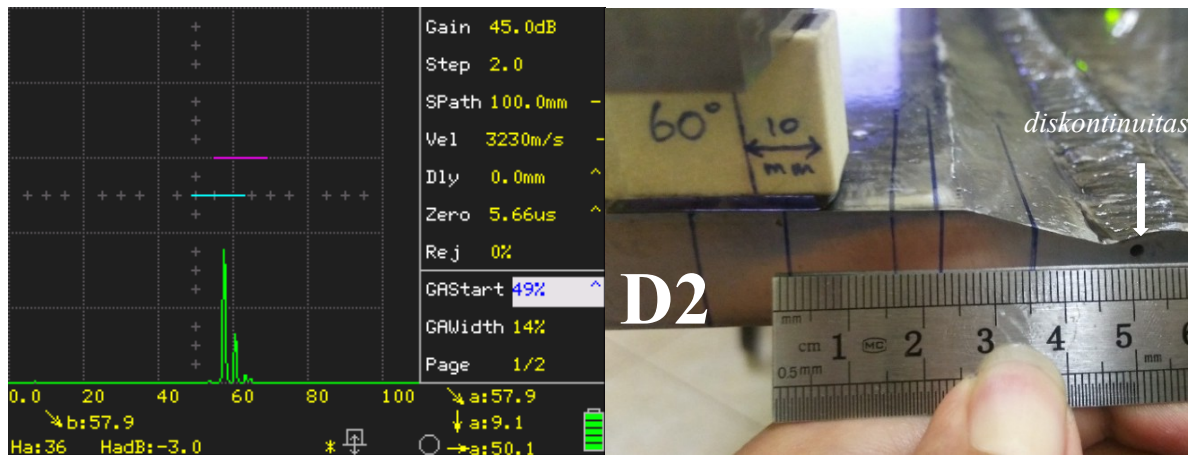 Gain 45.0dB
Step 2.0
SPath 100.0mm -
Vel 3230m/s -
Dly 0.0mm ^
Zero 5.66us ^
Rej 0%
GAStart 49% ^
GAWidth 14%
Page 1/2
0.0 20 40 60 80 100
↘b:57.9
Ha:36 HadB:-3.0 *
↘a:57.9
↓a:9.1
→a:50.1
60°
10
mm
diskontinuitas
D2
mm
cm 1 MC 2 3 4 5 6
mm
0.5mm